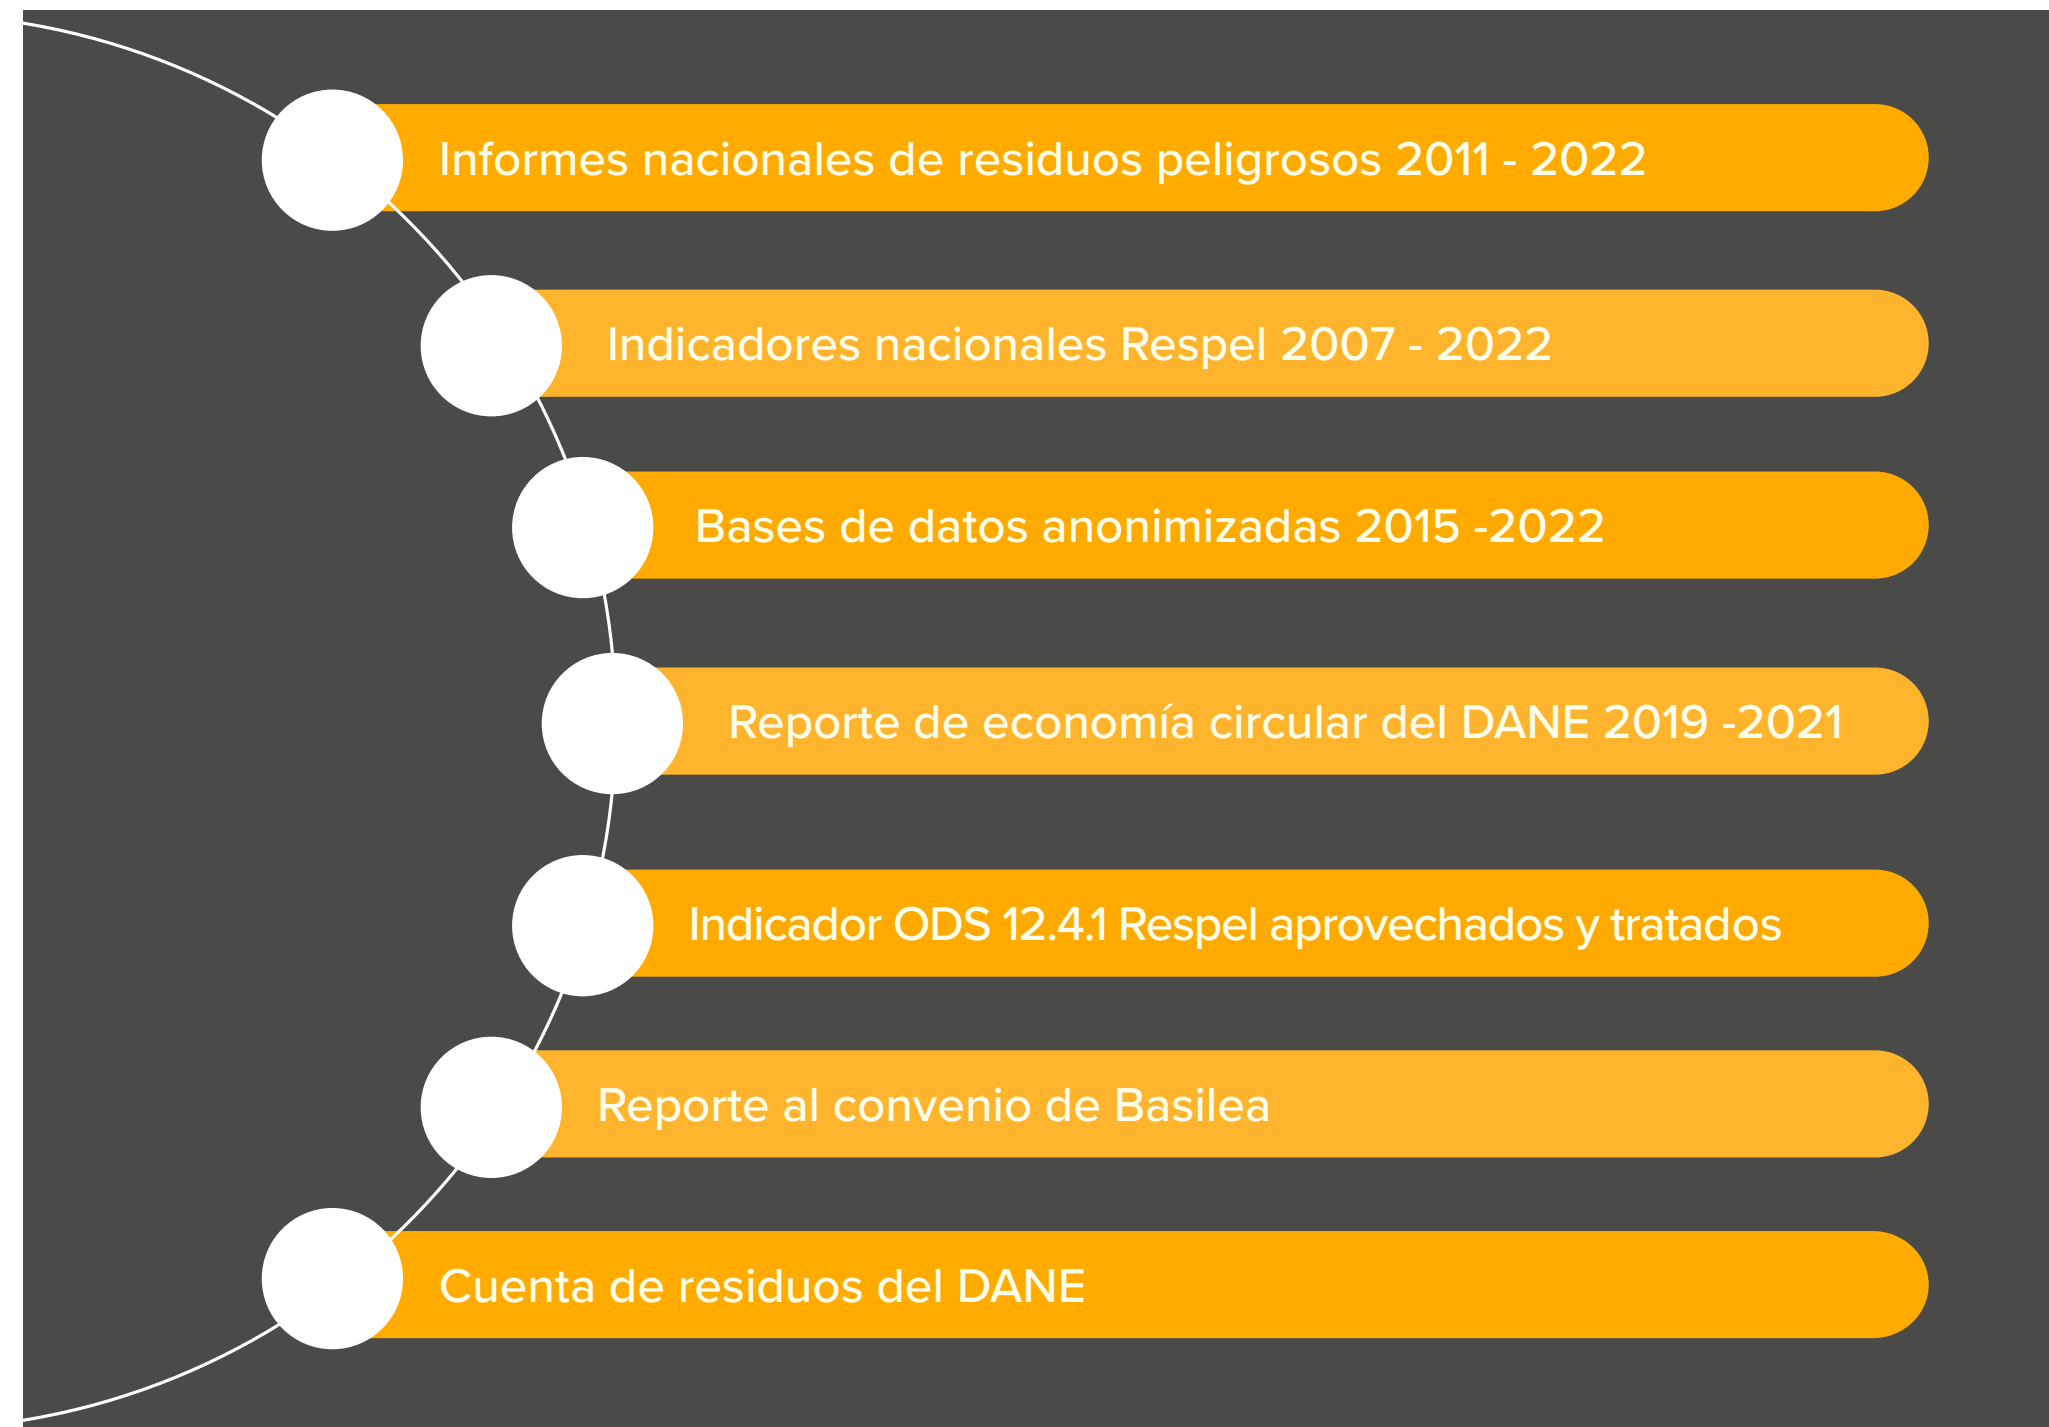 Informes nacionales de residuos peligrosos 2011 - 2022
Indicadores nacionales Respel 2007 - 2022
Bases de datos anonimizadas 2015 -2022
Reporte de economía circular del DANE 2019 -2021
Indicador ODS 12.4.1 Respel aprovechados y tratados
Reporte al convenio de Basilea
Cuenta de residuos del DANE